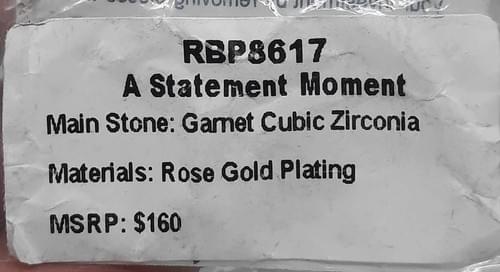 RBP8617
A Statement Moment
Main Stone: Garnet Cubic Zirconia
Materials: Rose Gold Plating
MSRP: $160